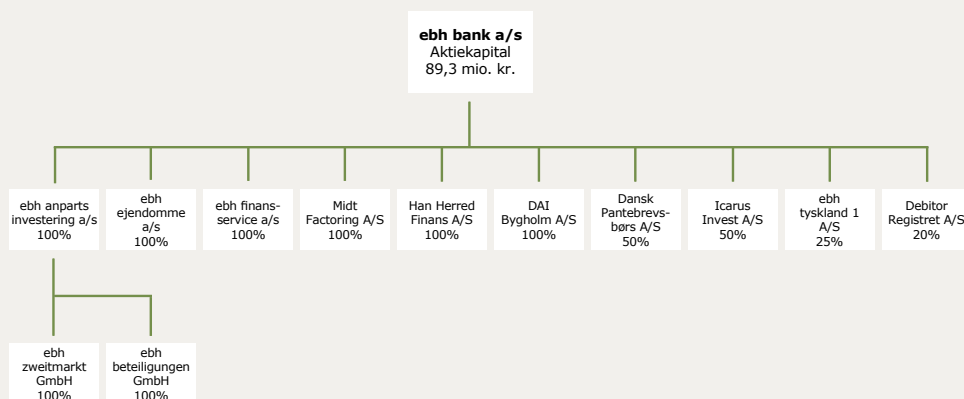 ebh bank a/s
Aktiekapital
89,3 mio. kr.
ebh anparts
investering a/s
100%
ebh
ejendomme
a/s
100%
ebh finans-
service a/s
100%
Midt
Factoring A/S
100%
Han Herred
Finans A/S
100%
DAI
Bygholm A/S
100%
Dansk
Pantebrevs-
børs A/S
50%
Icarus
Invest A/S
50%
ebh
tyskland 1
A/S
25%
Debitor
Registret A/S
20%
ebh
zweitmarkt
GmbH
100%
ebh
beteiligungen
GmbH
100%